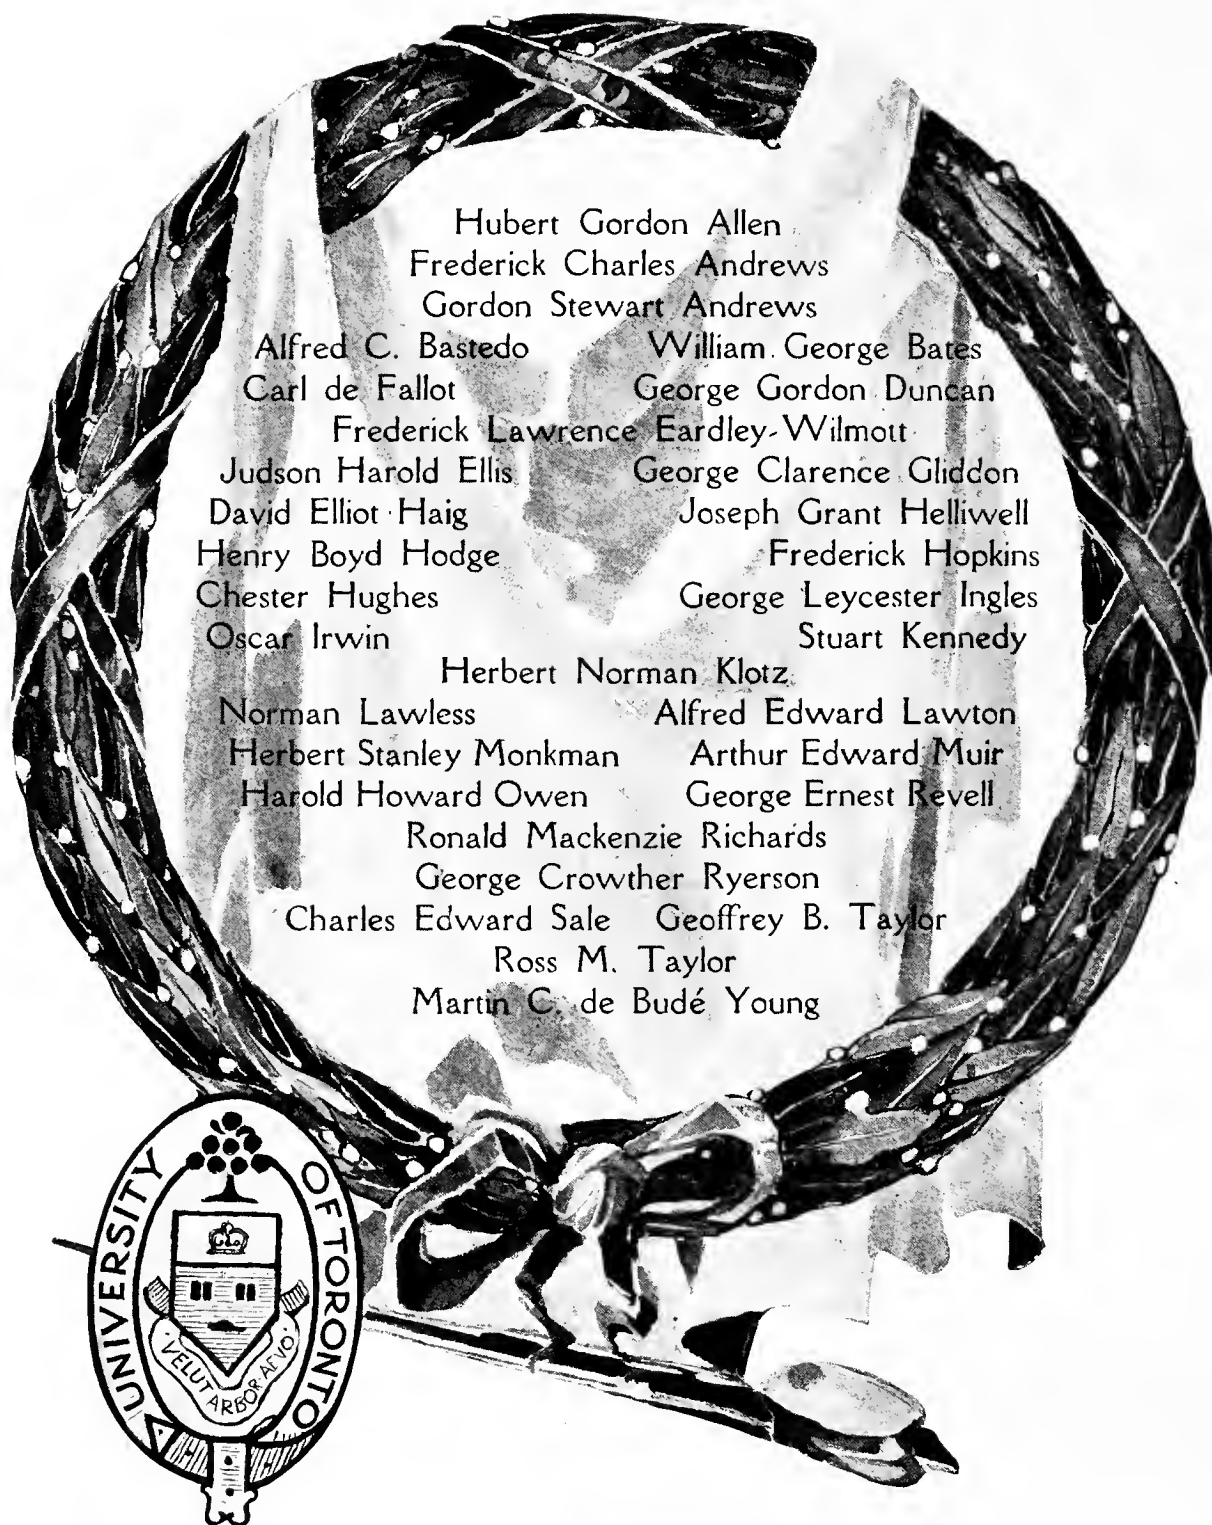 Hubert Gordon Allen
Frederick Charles Andrews
Gordon Stewart Andrews
Alfred C. Bastedo William George Bates
Carl de Fallot George Gordon Duncan
Frederick Lawrence Eardley-Wilmott
Judson Harold Ellis George Clarence Gliddon
David Elliot Haig Joseph Grant Helliwell
Henry Boyd Hodge Frederick Hopkins
Chester Hughes George Leycester Ingles
Oscar Irwin Stuart Kennedy
Herbert Norman Klotz
Norman Lawless Alfred Edward Lawton
Herbert Stanley Monkman Arthur Edward Muir
Harold Howard Owen George Ernest Revell
Ronald Mackenzie Richards
George Crowther Ryerson
Charles Edward Sale Geoffrey B. Taylor
Ross M. Taylor
Martin C. de Budé Young
UNIVERSITY OF TORONTO
VELUT ARBOR AEVO